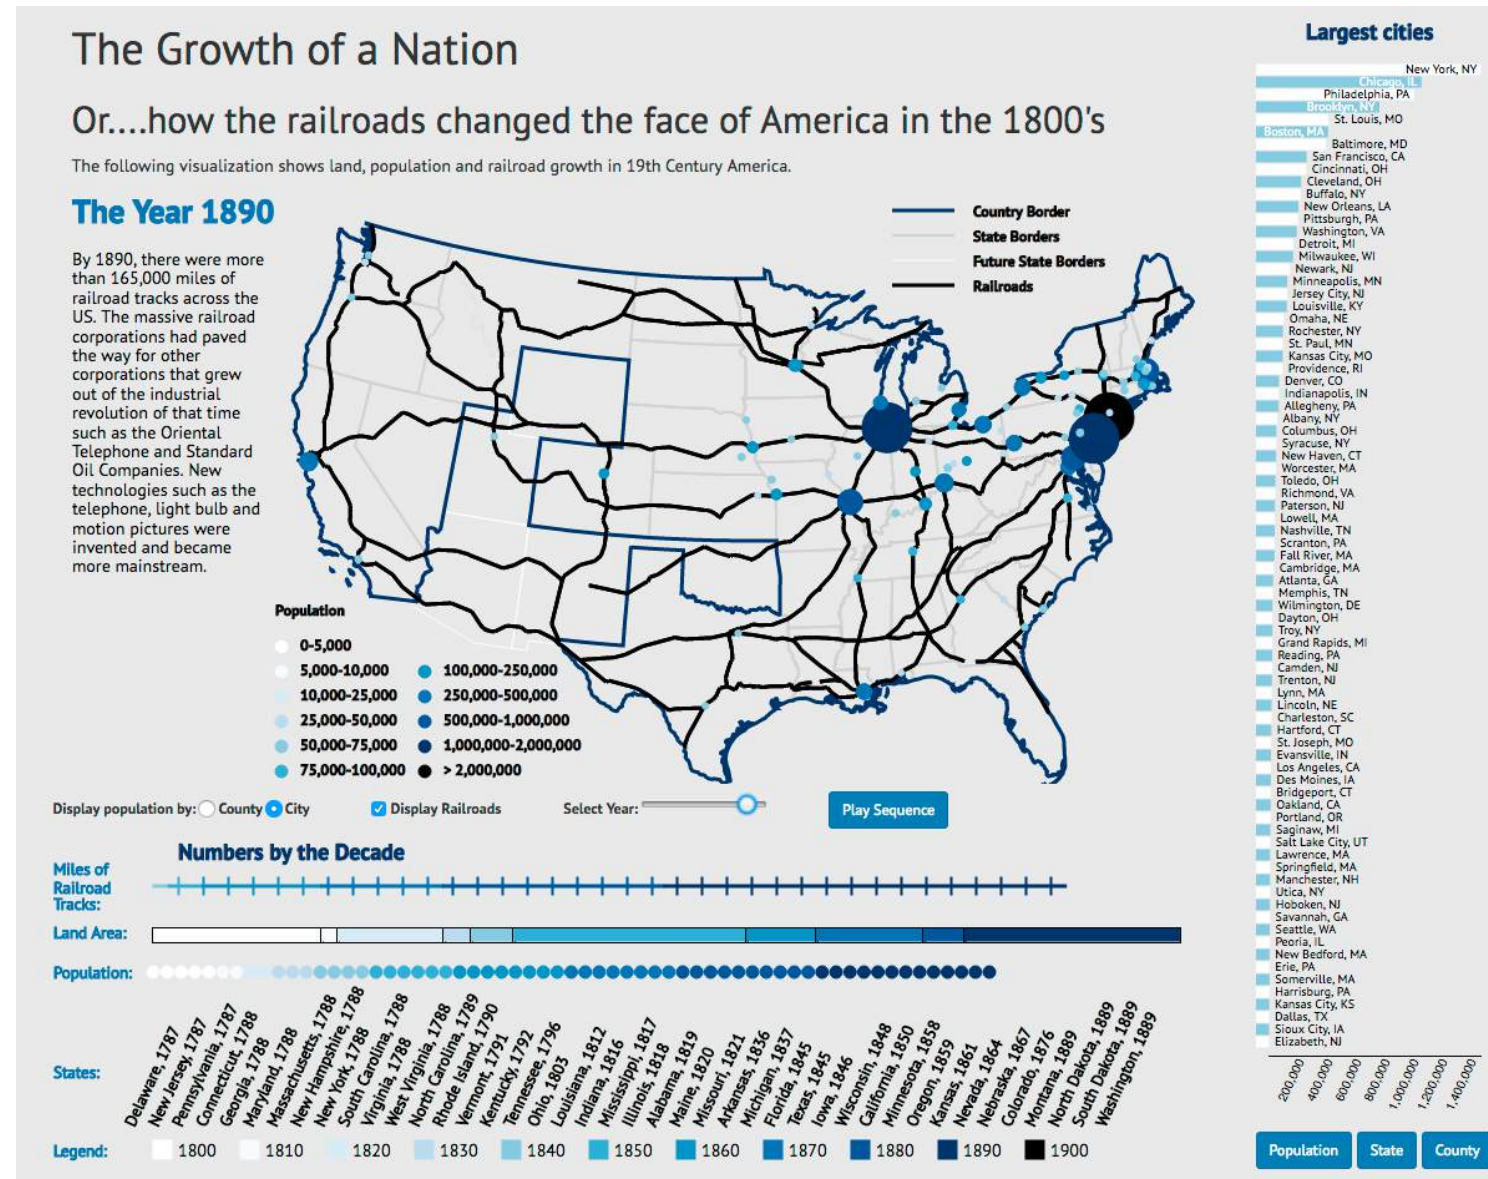 The Growth of a Nation
Or....how the railroads changed the face of America in the 1800's
The following visualization shows land, population and railroad growth in 19th Century America.
The Year 1890
By 1890, there were more
than 165,000 miles of
railroad tracks across the
US. The massive railroad
corporations had paved
the way for other
corporations that grew
out of the industrial
revolution of that time
such as the Oriental
Telephone and Standard
Oil Companies. New
technologies such as the
telephone, light bulb and
motion pictures were
invented and became
more mainstream.
Country Border
State Borders
Future State Borders
Railroads
Population
0-5,000
5,000-10,000
10,000-25,000
25,000-50,000
50,000-75,000
75,000-100,000
100,000-250,000
250,000-500,000
500,000-1,000,000
1,000,000-2,000,000
> 2,000,000
Display population by: County City
Display Railroads
Select Year:
Play Sequence
Numbers by the Decade
Miles of
Railroad
Tracks:
Land Area:
Population:
States:
Delaware, 1787
New Jersey, 1787
Pennsylvania, 1787
Connecticut, 1788
Georgia, 1788
Maryland, 1788
Massachusetts, 1788
New Hampshire, 1788
New York, 1788
South Carolina, 1788
Virginia, 1788
West Virginia, 1788
North Carolina, 1789
Rhode Island, 1790
Vermont, 1791
Kentucky, 1792
Tennessee, 1796
Ohio, 1803
Louisiana, 1812
Indiana, 1816
Mississippi, 1817
Illinois, 1818
Alabama, 1819
Maine, 1820
Missouri, 1821
Arkansas, 1836
Michigan, 1837
Florida, 1845
Texas, 1845
Iowa, 1846
Wisconsin, 1848
California, 1850
Minnesota, 1858
Oregon, 1859
Kansas, 1861
Nevada, 1864
Nebraska, 1867
Colorado, 1876
Montana, 1889
North Dakota, 1889
South Dakota, 1889
Washington, 1889
Legend: 1800 1810 1820 1830 1840 1850 1860 1870 1880 1890 1900
Largest cities
New York, NY
Chicago, IL
Philadelphia, PA
Brooklyn, NY
St. Louis, MO
Boston, MA
Baltimore, MD
San Francisco, CA
Cincinnati, OH
Cleveland, OH
Buffalo, NY
New Orleans, LA
Pittsburgh, PA
Washington, VA
Detroit, MI
Milwaukee, WI
Newark, NJ
Minneapolis, MN
Jersey City, NJ
Louisville, KY
Omaha, NE
Rochester, NY
St. Paul, MN
Kansas City, MO
Providence, RI
Denver, CO
Indianapolis, IN
Allegheny, PA
Albany, NY
Columbus, OH
Syracuse, NY
New Haven, CT
Worcester, MA
Toledo, OH
Richmond, VA
Paterson, NJ
Lowell, MA
Nashville, TN
Scranton, PA
Fall River, MA
Cambridge, MA
Atlanta, GA
Memphis, TN
Wilmington, DE
Dayton, OH
Troy, NY
Grand Rapids, MI
Reading, PA
Camden, NJ
Trenton, NJ
Lynn, MA
Lincoln, NE
Charleston, SC
Hartford, CT
St. Joseph, MO
Evansville, IN
Los Angeles, CA
Des Moines, IA
Bridgeport, CT
Oakland, CA
Portland, OR
Saginaw, MI
Salt Lake City, UT
Lawrence, MA
Springfield, MA
Manchester, NH
Utica, NY
Hoboken, NJ
Savannah, GA
Seattle, WA
Peoria, IL
New Bedford, MA
Erie, PA
Somerville, MA
Harrisburg, PA
Kansas City, KS
Dallas, TX
Sioux City, IA
Elizabeth, NJ
200,000
400,000
600,000
800,000
1,000,000
1,200,000
1,400,000
Population
State
County